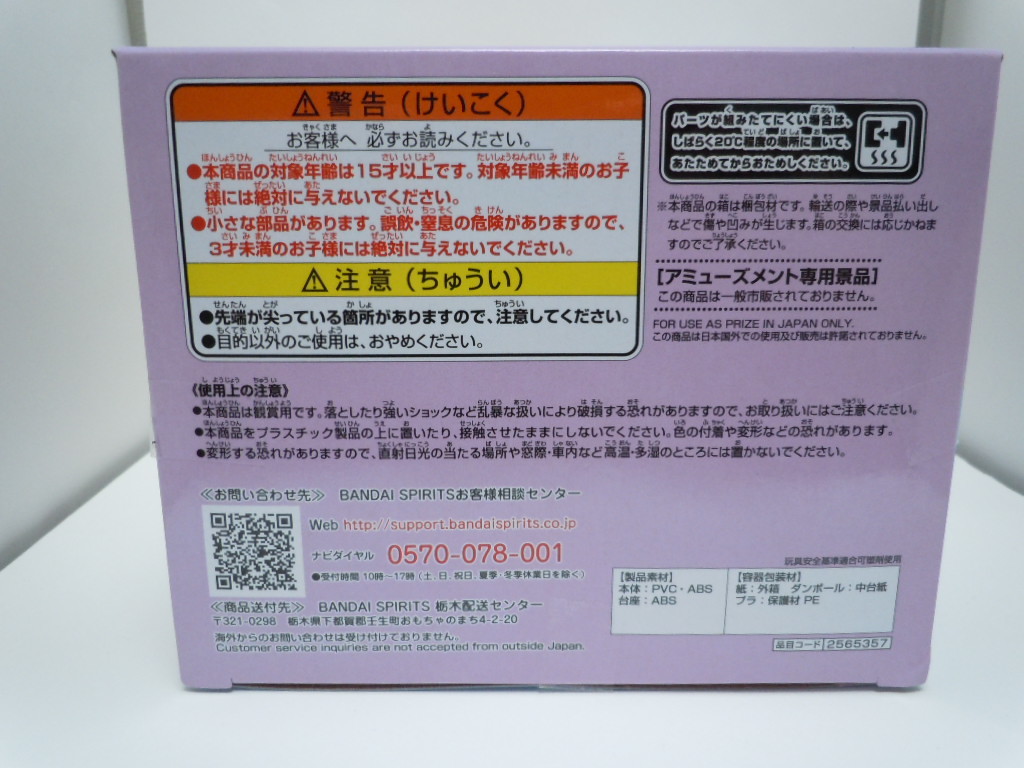 ⚠警告（けいこく）
お客様へ 必ずお読みください。
●本商品の対象年齢は15才以上です。対象年齢未満のお子
様には絶対に与えないでください。
●小さな部品があります。誤飲・窒息の危険がありますので、
3才未満のお子様には絶対に与えないでください。
⚠注意（ちゅうい）
●先端が尖っている箇所がありますので、注意してください。
●目的以外のご使用は、おやめください。
パーツが組みたてにくい場合は、
しばらく20℃程度の場所に置いて、
あたためてからおためしください。
※本商品の箱は梱包材です。輸送の際や景品払い出し
などで傷や凹みが生じます。箱の交換には応じかねま
すのでご了承ください。
【アミューズメント専用景品】
この商品は一般市販されておりません。
FOR USE AS PRIZE IN JAPAN ONLY.
この商品は日本国外での使用及び販売は許諾されておりません。
《使用上の注意》
●本商品は観賞用です。落としたり強いショックなど乱暴な扱いにより破損する恐れがありますので、お取り扱いにはご注意ください。
●本商品をプラスチック製品の上に置いたり、接触させたままにしないでください。色の付着や変形などの恐れがあります。
●変形する恐れがありますので、直射日光の当たる場所や窓際・車内など高温・多湿のところには置かないでください。
≪お問い合わせ先≫ BANDAI SPIRITSお客様相談センター
Web http://support.bandaispirits.co.jp
ナビダイヤル 0570-078-001
●受付時間 10時〜17時（土、日、祝日、夏季・冬季休業日を除く）
≪商品送付先≫ BANDAI SPIRITS 栃木配送センター
〒321-0298 栃木県下都賀郡壬生町おもちゃのまち4-2-20
海外からのお問い合わせは受け付けておりません。
Customer service inquiries are not accepted from outside Japan.
玩具安全基準適合可塑剤使用
【製品素材】
本体：PVC・ABS
台座：ABS
【容器包装材】
紙：外箱 ダンボール：中台紙
プラ：保護材 PE
品目コード 2565357